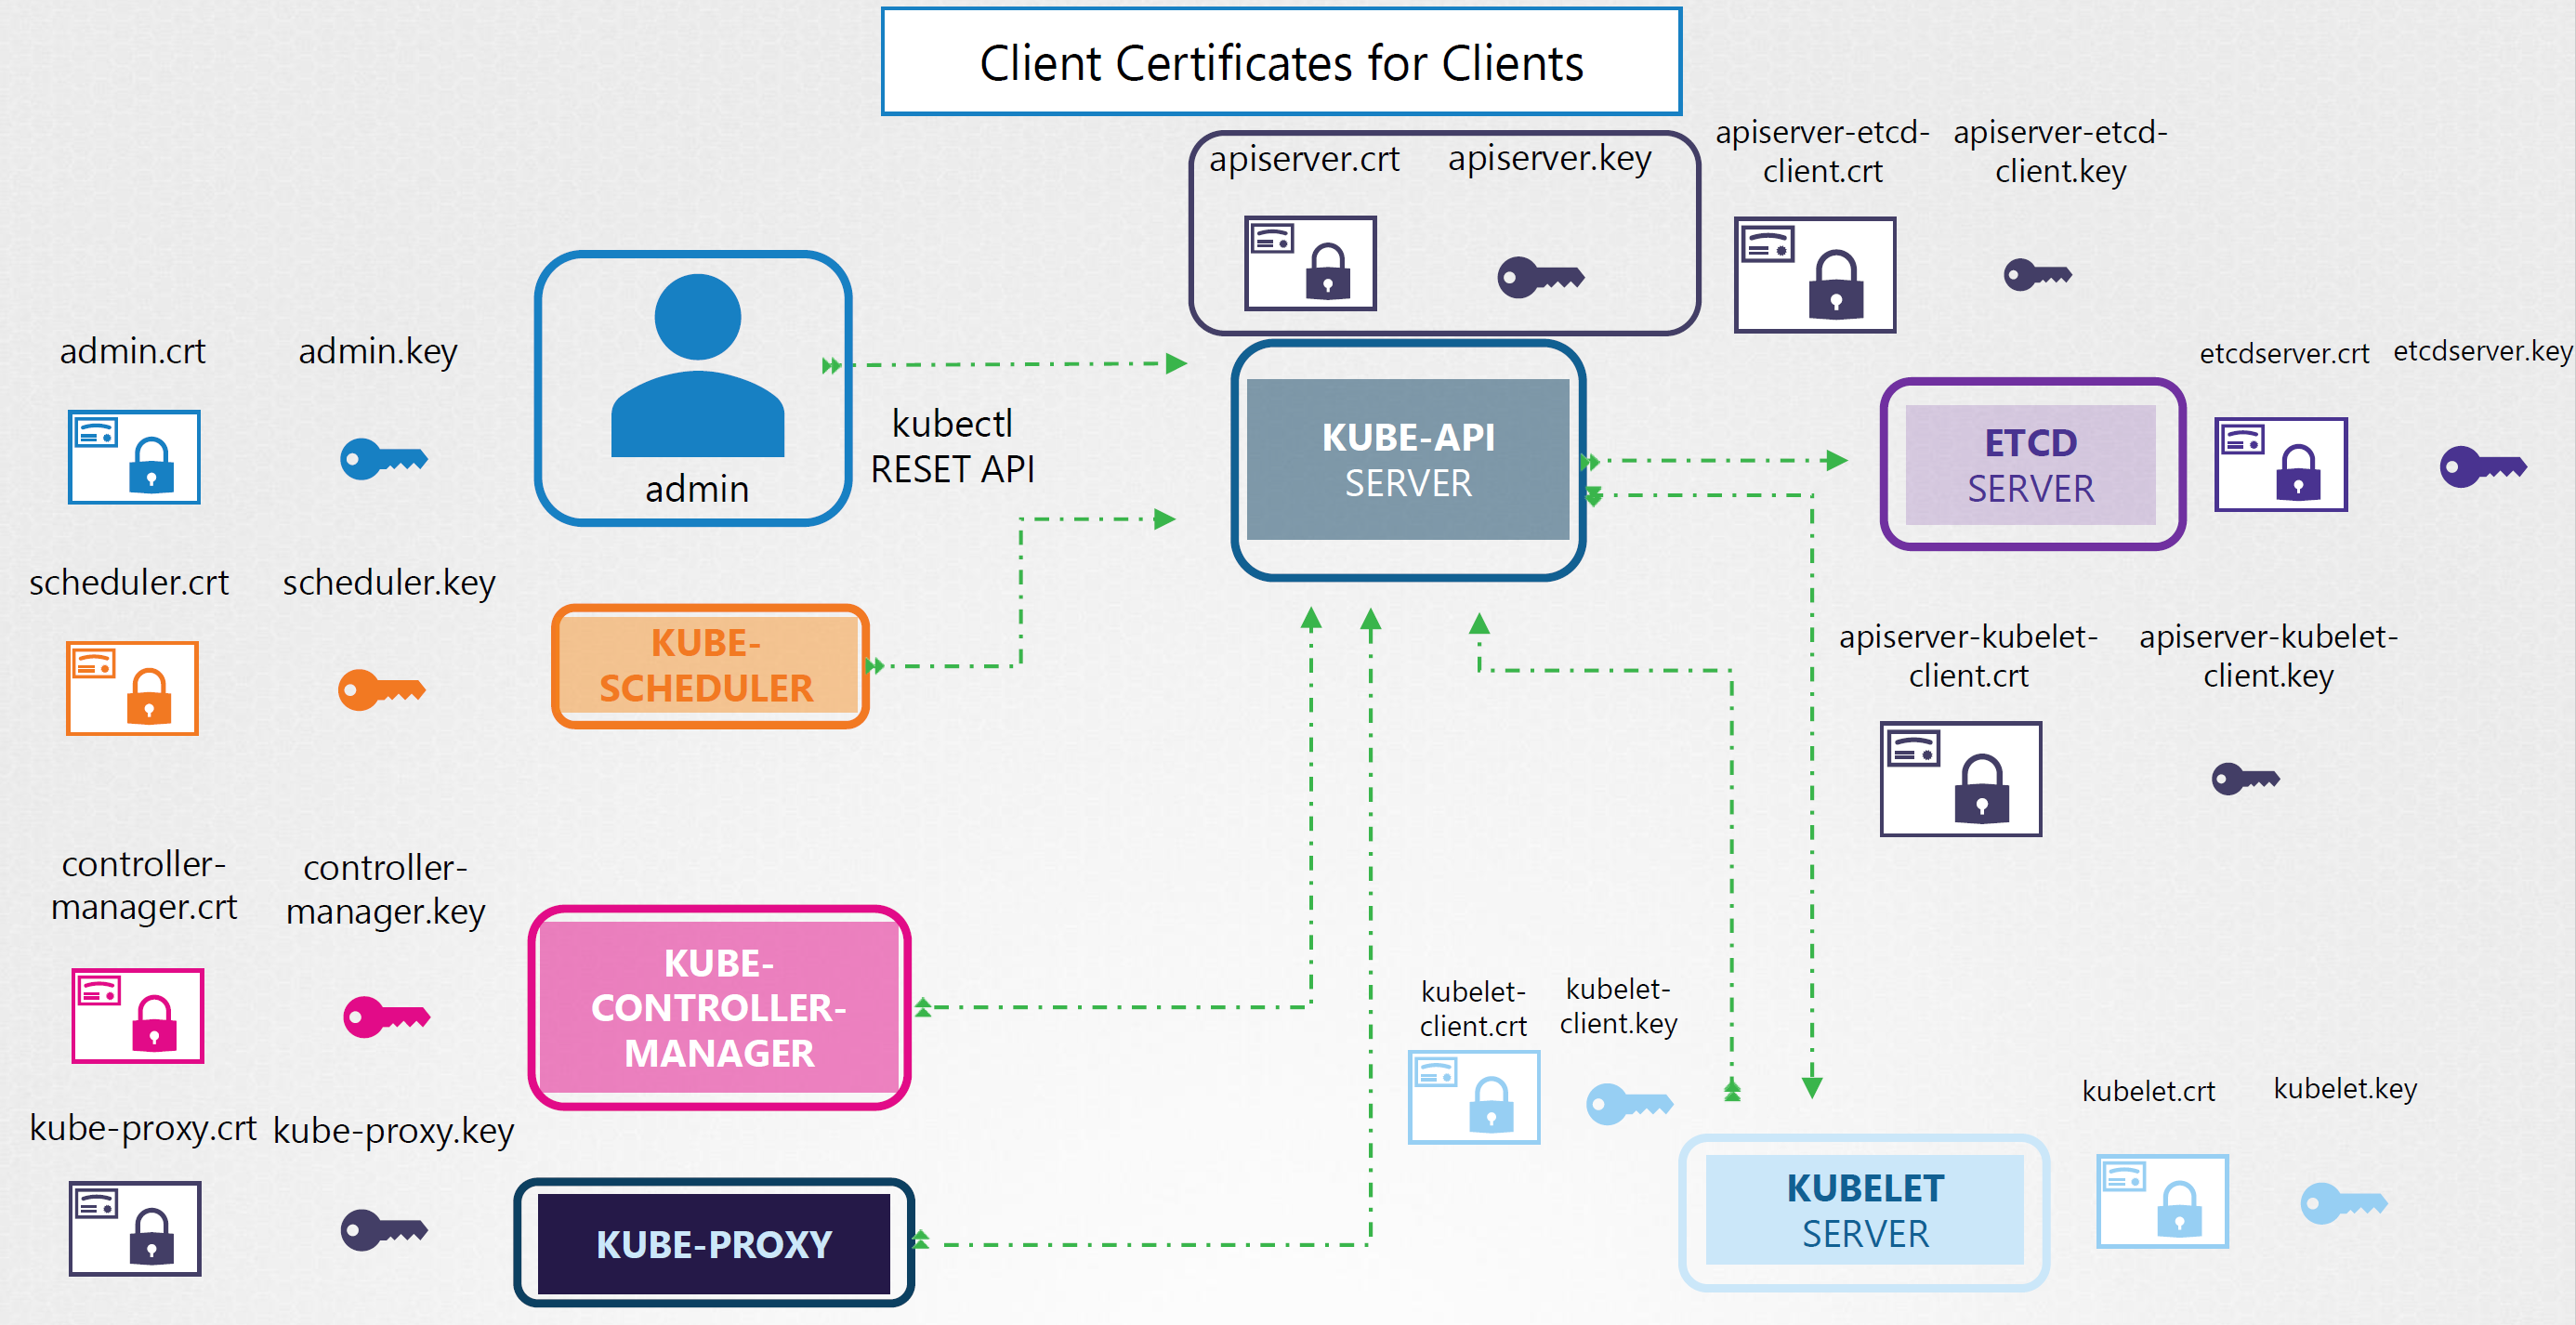 Client Certificates for Clients
apiserver.crt
apiserver.key
apiserver-etcd-
client.crt
apiserver-etcd-
client.key
admin.crt
admin.key
admin
kubectl
RESET API
KUBE-API
SERVER
ETCD
SERVER
etcdserver.crt
etcdserver.key
scheduler.crt
scheduler.key
KUBE-
SCHEDULER
apiserver-kubelet-
client.crt
apiserver-kubelet-
client.key
controller-
manager.crt
controller-
manager.key
KUBE-
CONTROLLER-
MANAGER
kubelet-
client.crt
kubelet-
client.key
kube-proxy.crt
kube-proxy.key
KUBE-PROXY
KUBELET
SERVER
kubelet.crt
kubelet.key